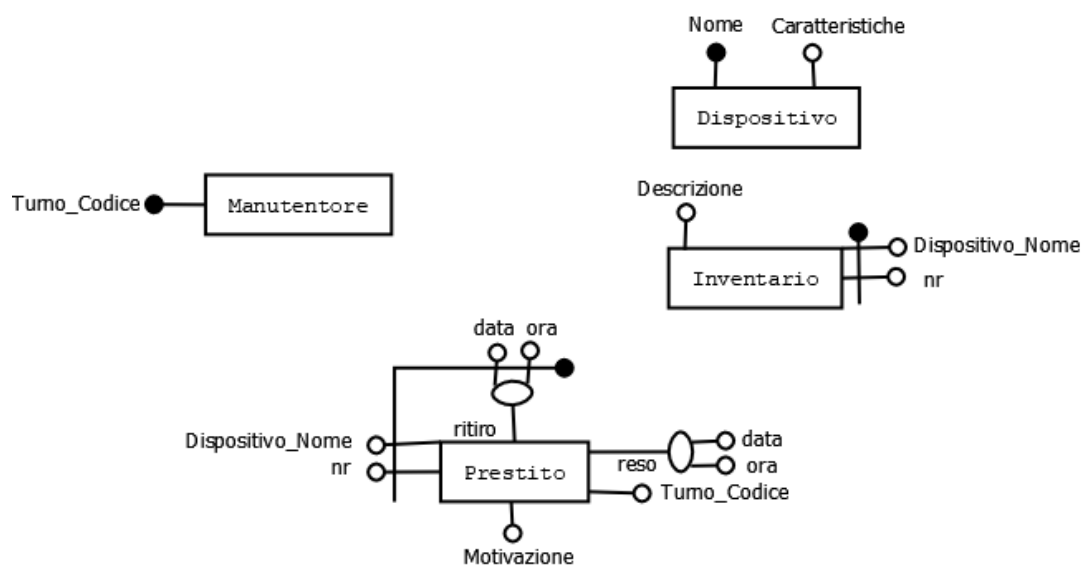 Nome Caratteristiche
Dispositivo
Turno_Codice
Manutentore
Descrizione
Inventario
Dispositivo_Nome
nr
data ora
ritiro
Dispositivo_Nome
nr
Prestito
reso
data
ora
Turno_Codice
Motivazione